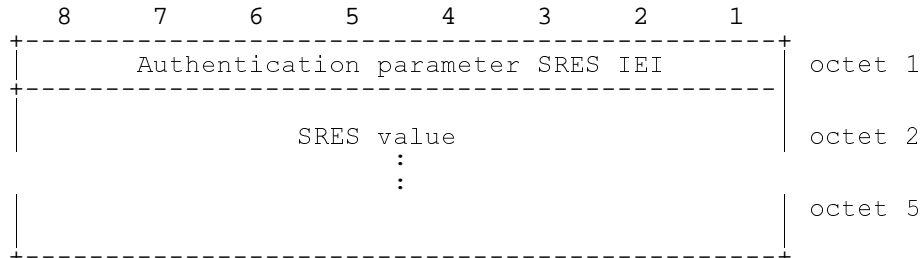 8 7 6 5 4 3 2 1
Authentication parameter SRES IEI octet 1
SRES value octet 2
:
:
octet 5